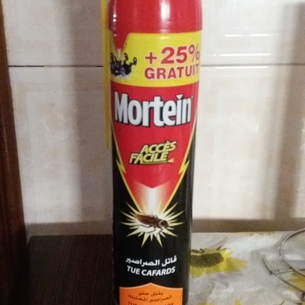 +25%
GRATUIT
Mortein
ACCÈS
FACILE
قاتل الصراصير
TUE CAFARDS